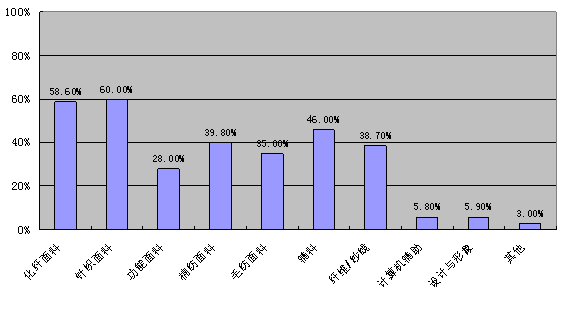 100%
80%
60%
40%
20%
0%
58.60%
60.00%
28.00%
39.80%
35.00%
46.00%
38.70%
5.80%
5.90%
3.00%
化纤面料
针织面料
功能面料
棉纺面料
毛纺面料
辅料
纤维/纱线
计算机辅助
设计与形象
其他